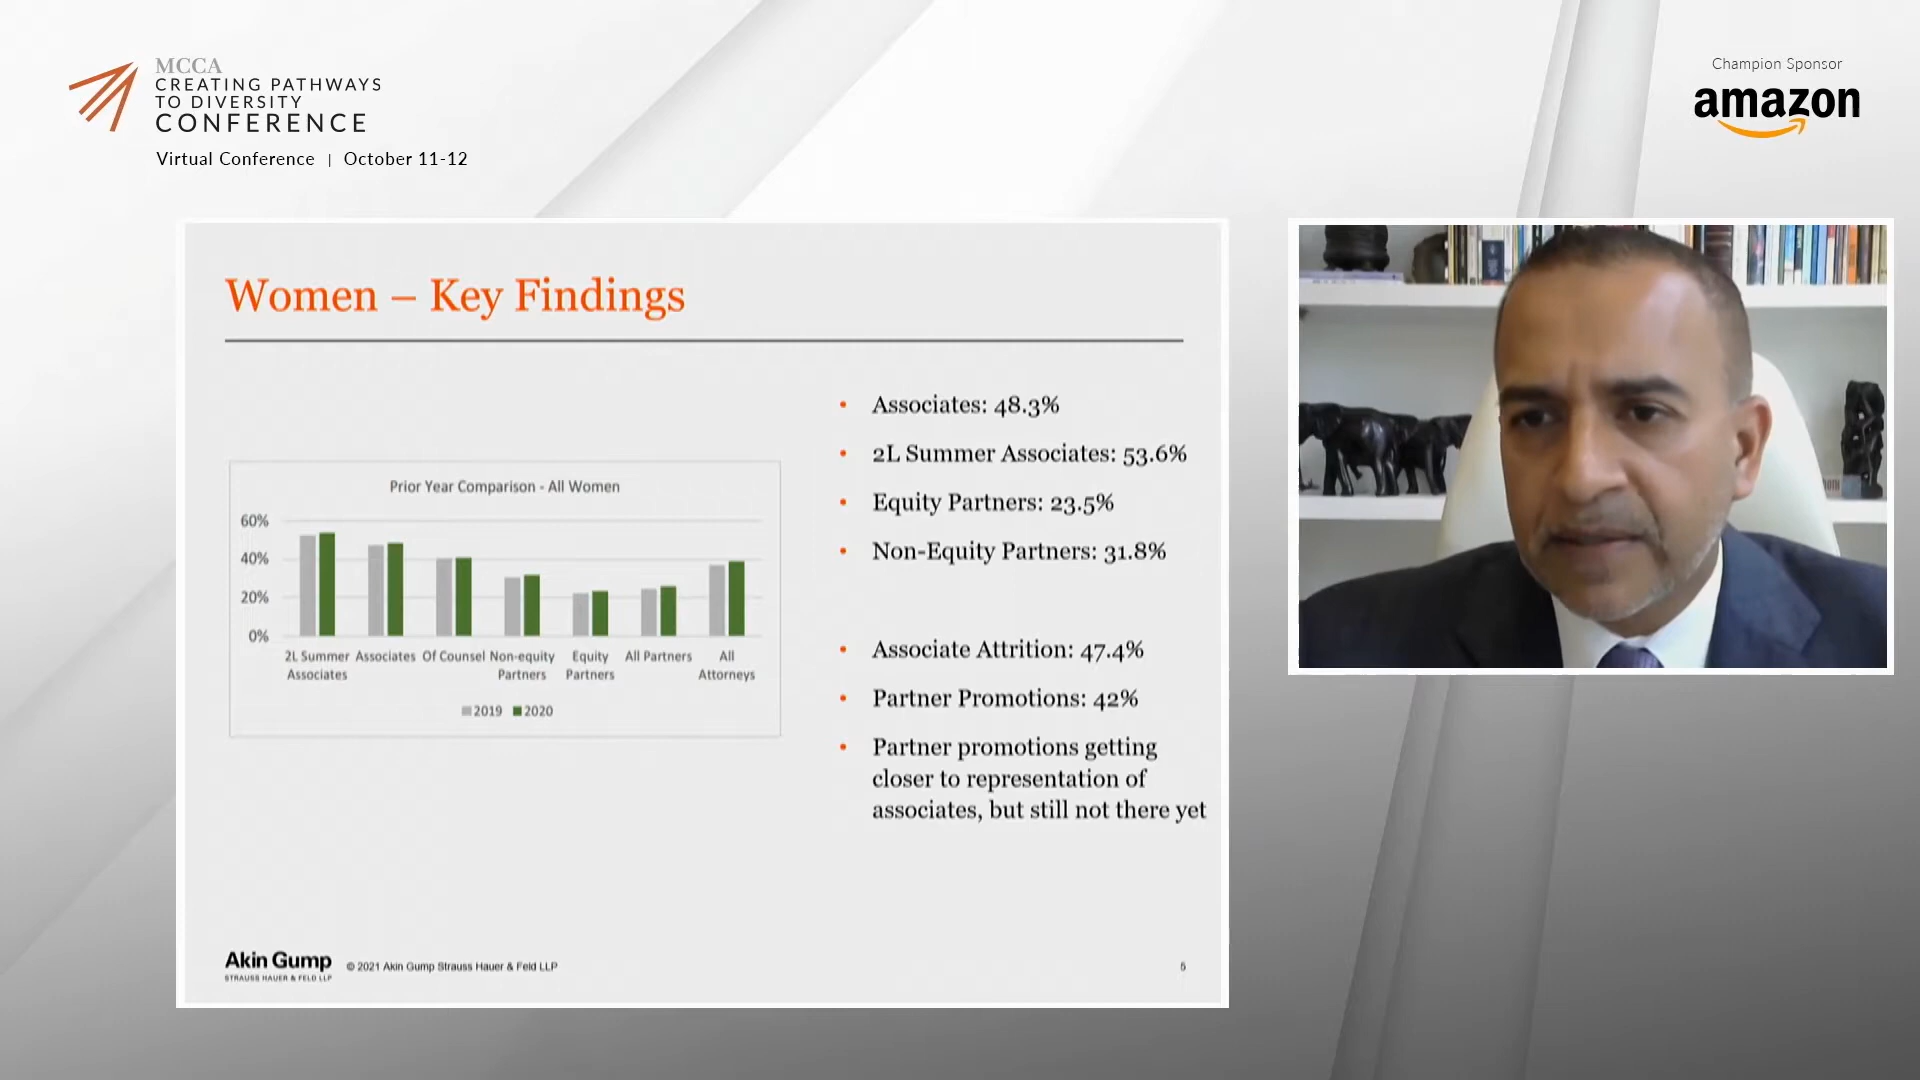 MCCA
CREATING PATHWAYS
TO DIVERSITY
CONFERENCE
Virtual Conference | October 11-12
Champion Sponsor
amazon
Women – Key Findings
Prior Year Comparison - All Women
60%
40%
20%
0%
2L Summer Associates
Associates
Of Counsel
Non-equity Partners
Equity Partners
All Partners
All Attorneys
2019 2020
• Associates: 48.3%
• 2L Summer Associates: 53.6%
• Equity Partners: 23.5%
• Non-Equity Partners: 31.8%
• Associate Attrition: 47.4%
• Partner Promotions: 42%
• Partner promotions getting
closer to representation of
associates, but still not there yet
Akin Gump
STRAUSS HAUER & FELD LLP
© 2021 Akin Gump Strauss Hauer & Feld LLP